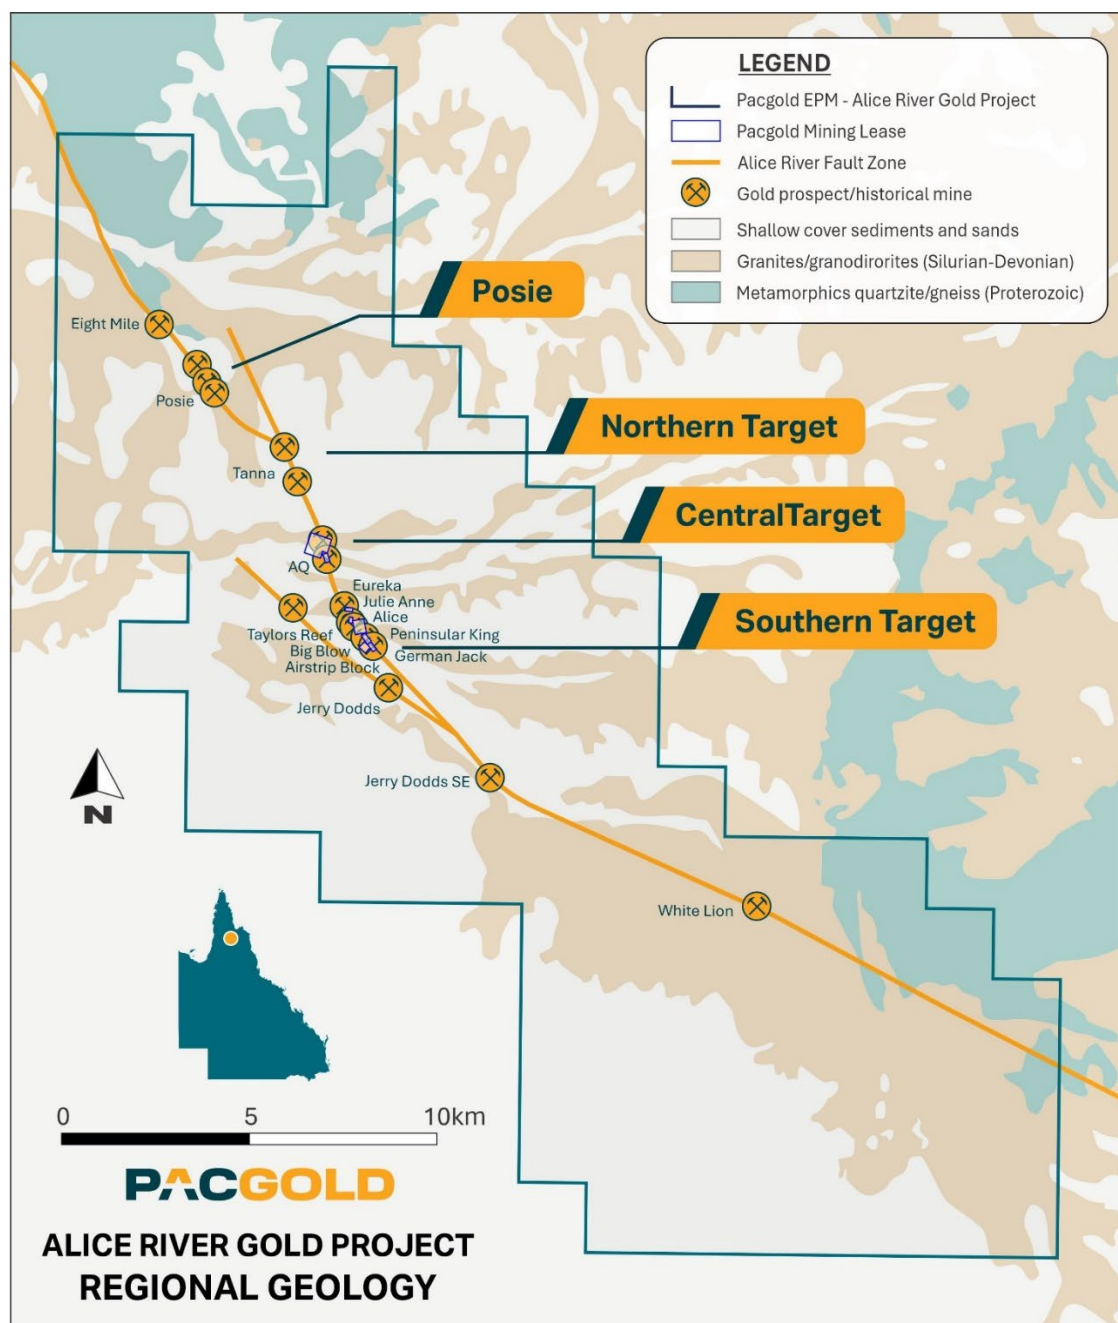 LEGEND
Pacgold EPM - Alice River Gold Project
Pacgold Mining Lease
Alice River Fault Zone
Gold prospect/historical mine
Shallow cover sediments and sands
Granites/granodirorites (Silurian-Devonian)
Metamorphics quartzite/gneiss (Proterozoic)
Posie
Eight Mile
Posie
Northern Target
Tanna
CentralTarget
AQ
Eureka
Julie Anne
Alice
Taylors Reef
Peninsular King
Big Blow
German Jack
Airstrip Block
Southern Target
Jerry Dodds
Jerry Dodds SE
N
White Lion
0 5 10km
PACGOLD
ALICE RIVER GOLD PROJECT
REGIONAL GEOLOGY